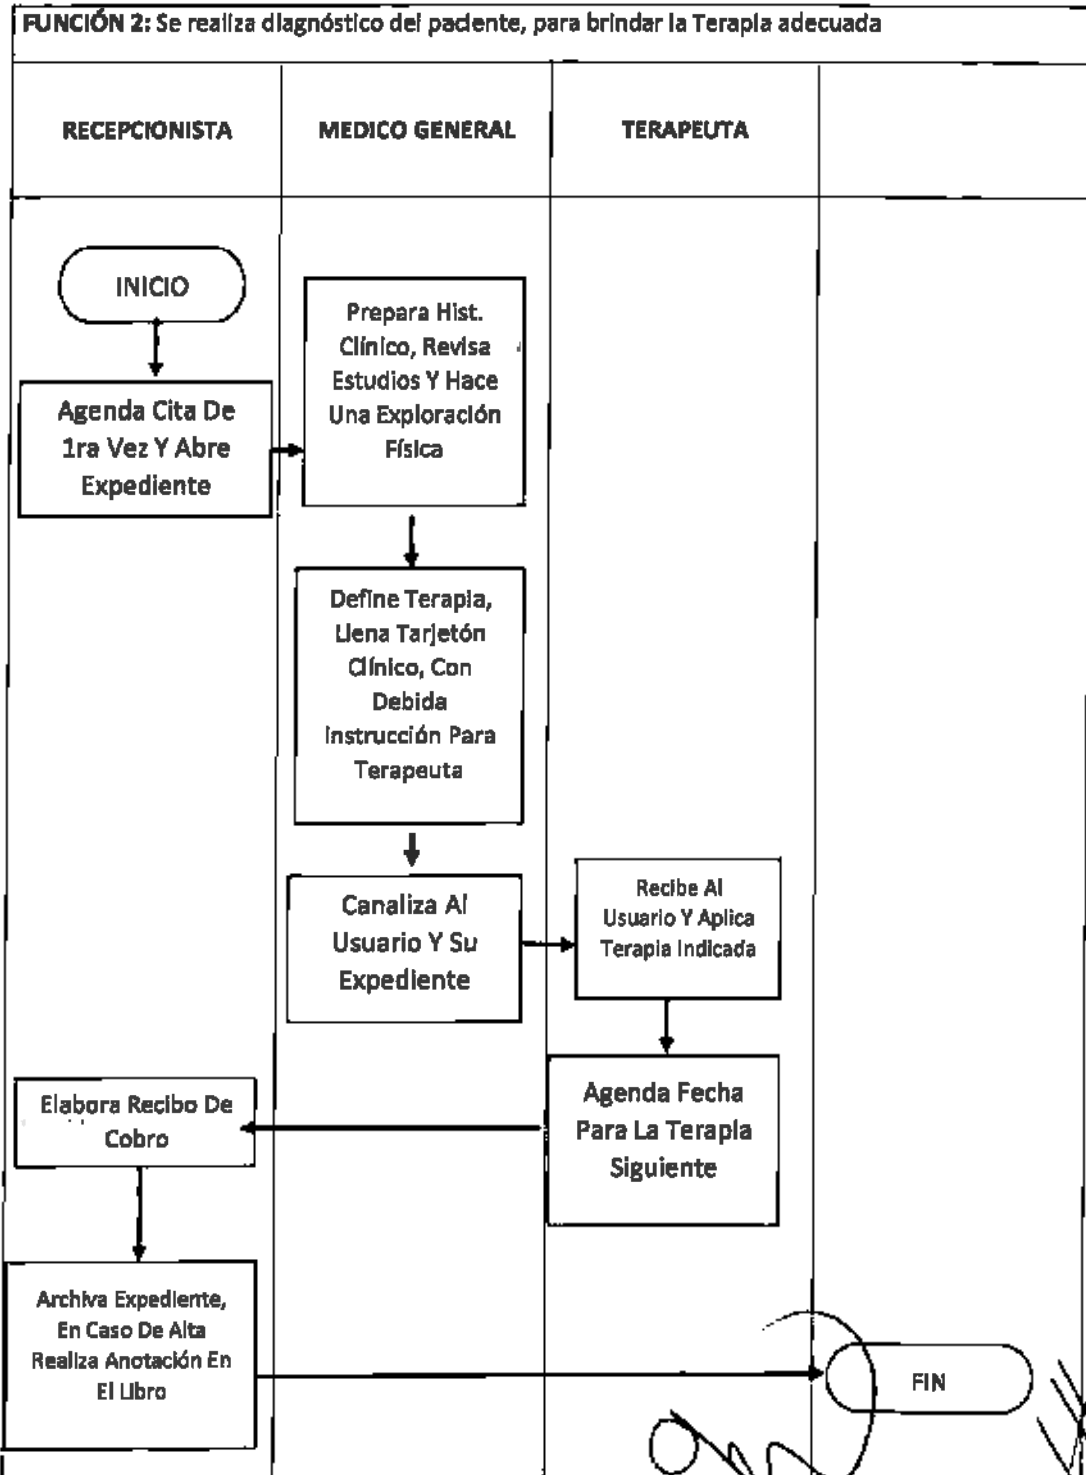 FUNCIÓN 2: Se realiza diagnóstico del paciente, para brindar la Terapia adecuada
RECEPCIONISTA
MEDICO GENERAL
TERAPEUTA
INICIO
Agenda Cita De
1ra Vez Y Abre
Expediente
Prepara Hist.
Clínico, Revisa
Estudios Y Hace
Una Exploración
Física
Define Terapia,
Llena Tarjetón
Clínico, Con
Debida
Instrucción Para
Terapeuta
Canaliza Al
Usuario Y Su
Expediente
Recibe Al
Usuario Y Aplica
Terapia Indicada
Agenda Fecha
Para La Terapia
Siguiente
Elabora Recibo De
Cobro
Archiva Expediente,
En Caso De Alta
Realiza Anotación En
El Libro
FIN